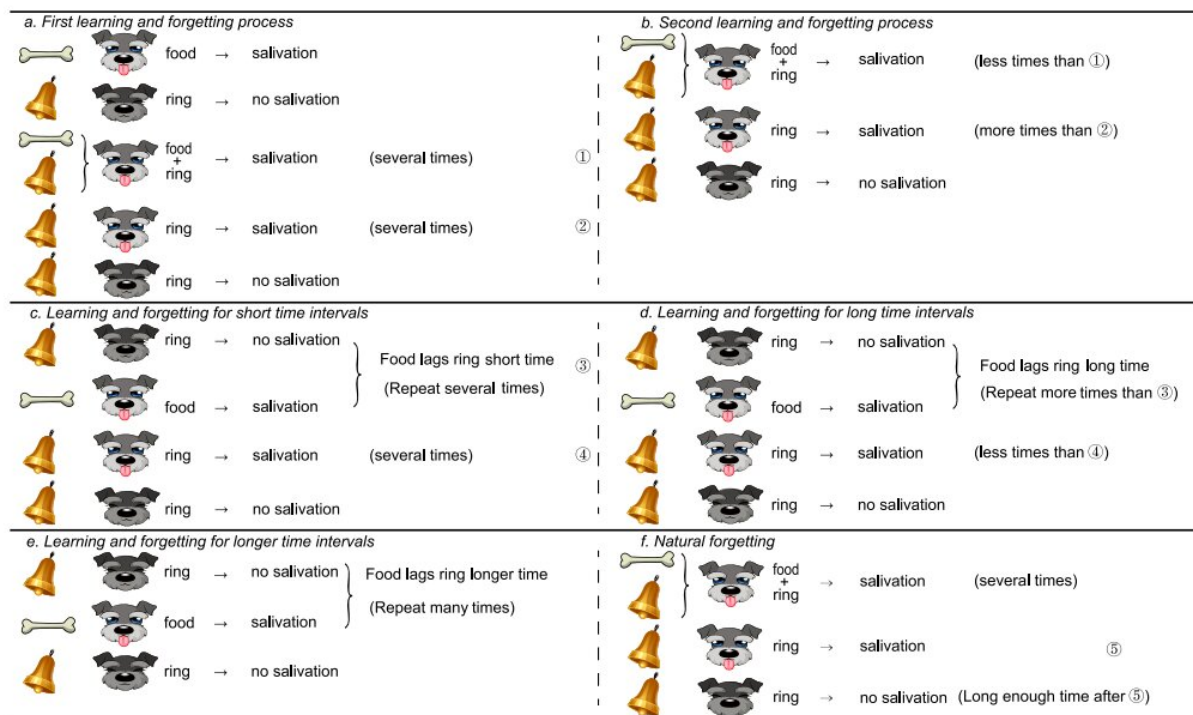 a. First learning and forgetting process
food → salivation
ring → no salivation
food
+
ring → salivation (several times) ①
ring → salivation (several times) ②
ring → no salivation
b. Second learning and forgetting process
food
+
ring → salivation (less times than ①)
ring → salivation (more times than ②)
ring → no salivation
c. Learning and forgetting for short time intervals
ring → no salivation
Food lags ring short time ③
(Repeat several times)
food → salivation
ring → salivation (several times) ④
ring → no salivation
d. Learning and forgetting for long time intervals
ring → no salivation
Food lags ring long time
(Repeat more times than ③)
food → salivation
ring → salivation (less times than ④)
ring → no salivation
e. Learning and forgetting for longer time intervals
ring → no salivation
Food lags ring longer time
(Repeat many times)
food → salivation
ring → no salivation
f. Natural forgetting
food
+
ring → salivation (several times)
ring → salivation ⑤
ring → no salivation (Long enough time after ⑤)